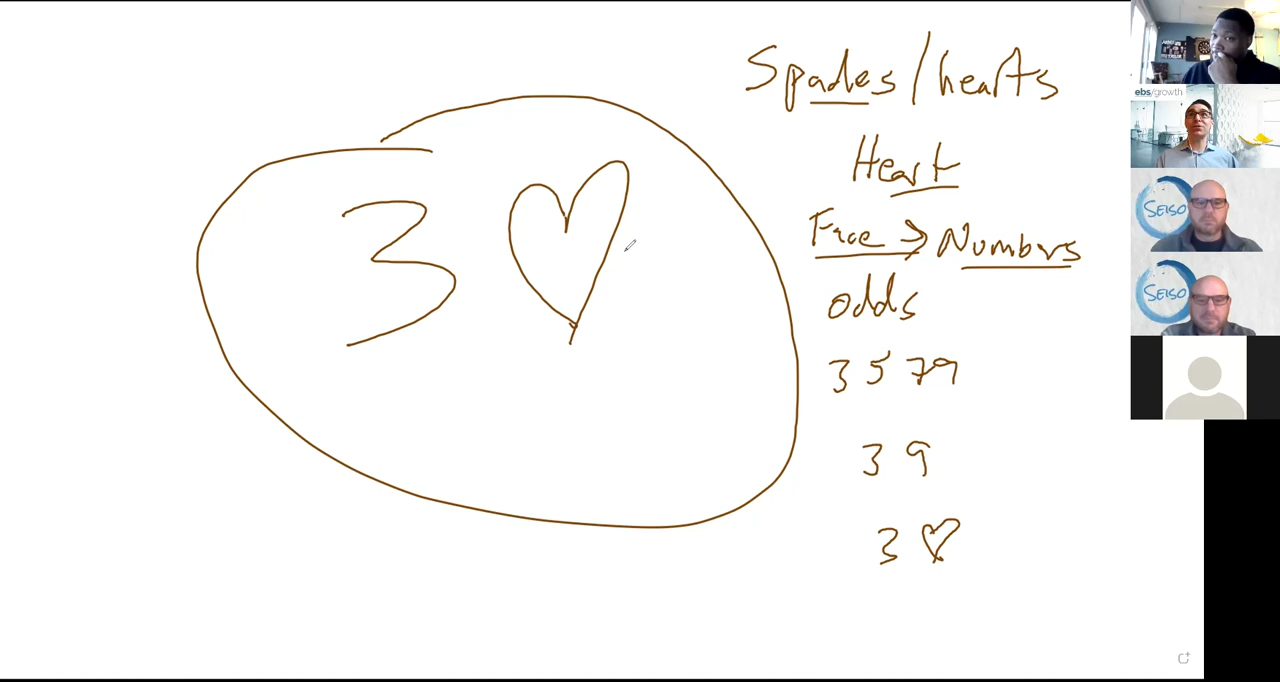 Spades/hearts
Heart
Face → Numbers
odds
3 5 7 9
3 9
3 ♡
3 ♡
ebs/growth
SEISO
SEISO